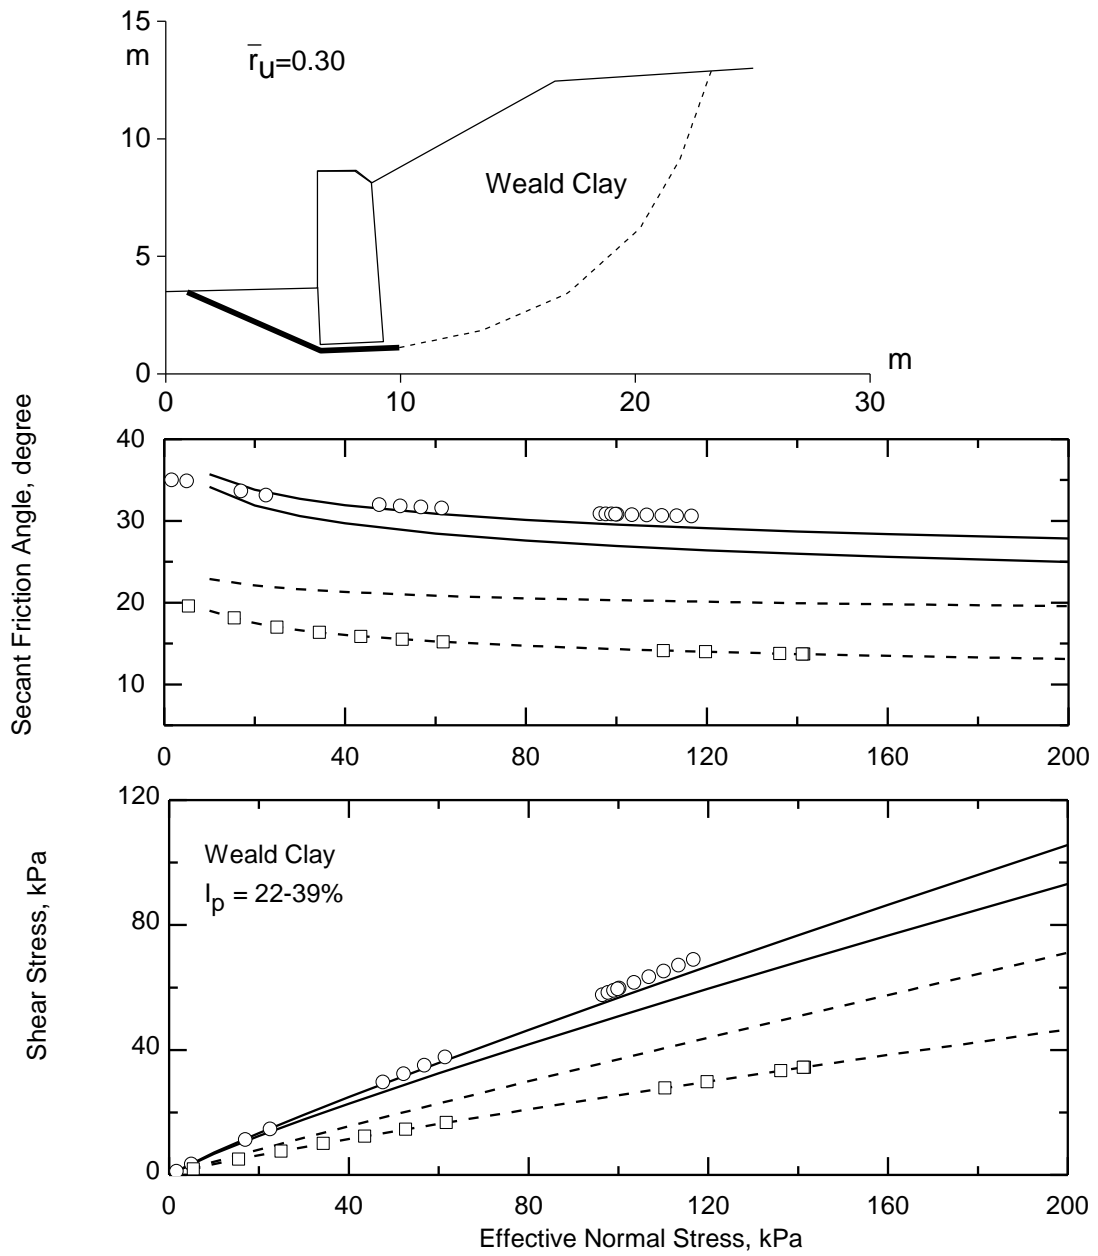 15
m
r̅u=0.30
10
Weald Clay
5
0
m
0 10 20 30
Secant Friction Angle, degree
40
30
20
10
0 40 80 120 160 200
Shear Stress, kPa
120
Weald Clay
Ip = 22-39%
80
40
0
0 40 80 120 160 200
Effective Normal Stress, kPa